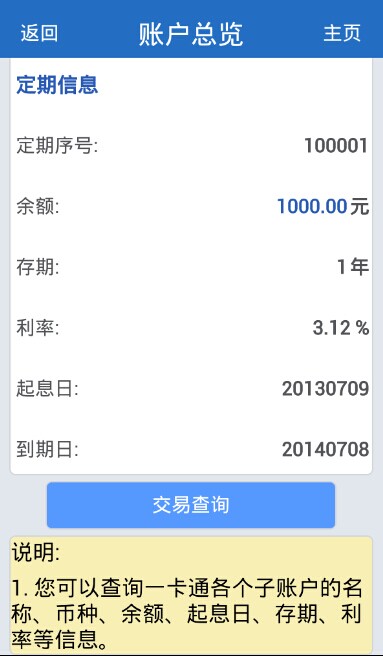 返回 账户总览 主页
定期信息
定期序号: 100001
余额: 1000.00元
存期: 1年
利率: 3.12 %
起息日: 20130709
到期日: 20140708
交易查询
说明:
1. 您可以查询一卡通各个子账户的名
称、币种、余额、起息日、存期、利
率等信息。